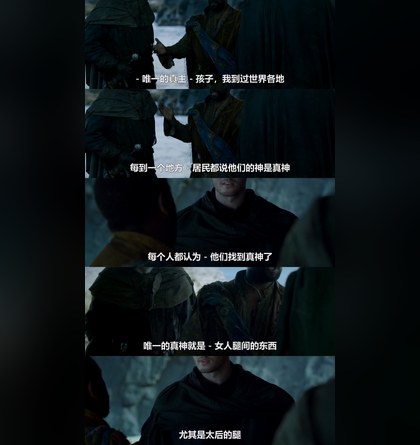 - 唯一的真主 - 孩子，我到过世界各地
每到一个地方 - 居民都说他们的神是真神
每个人都认为 - 他们找到真神了
唯一的真神就是 - 女人腿间的东西
尤其是太后的腿